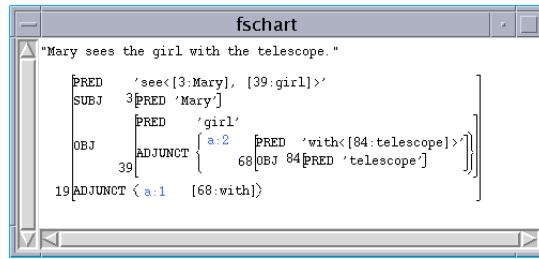 fschart
"Mary sees the girl with the telescope."
PRED 'see<[3:Mary], [39:girl]>'
SUBJ 3[PRED 'Mary']
PRED 'girl'
a:2 PRED 'with<[84:telescope]>'
OBJ ADJUNCT { 68 OBJ 84[PRED 'telescope']
39
19 ADJUNCT { a:1 [68:with]}